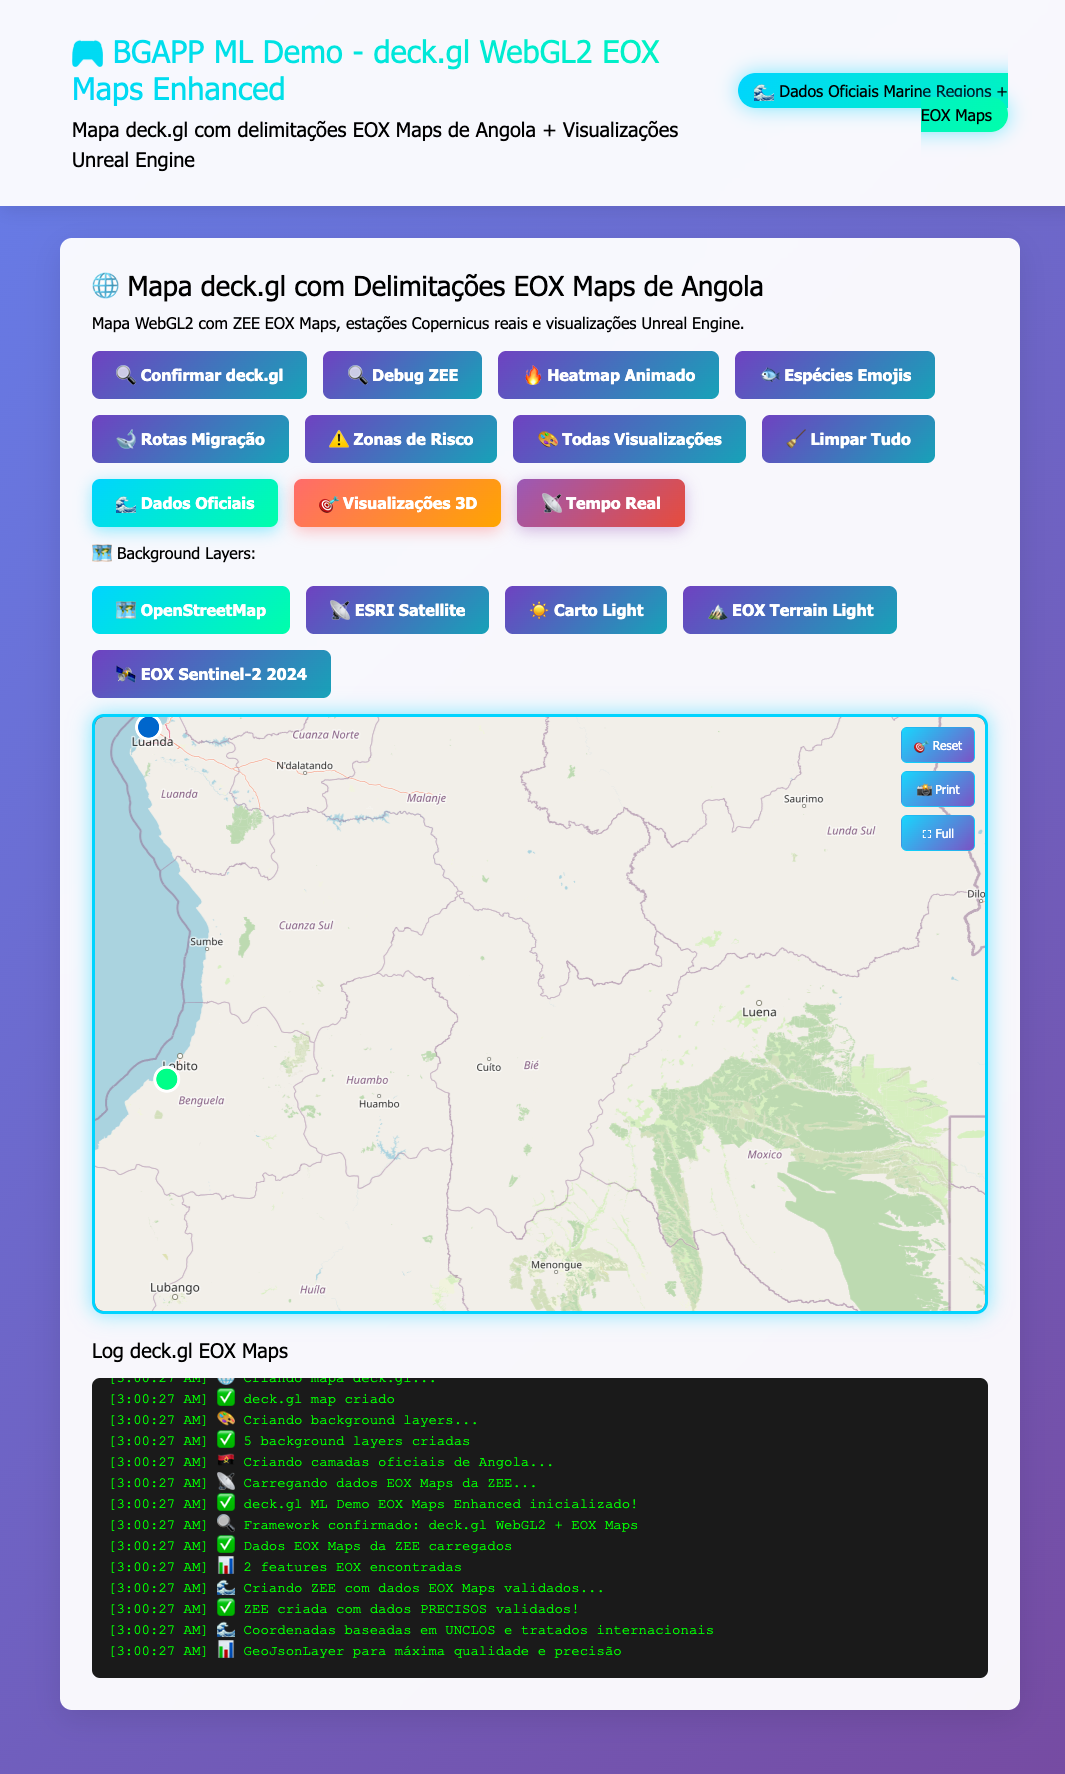 🎮 BGAPP ML Demo - deck.gl WebGL2 EOX
Maps Enhanced
Mapa deck.gl com delimitações EOX Maps de Angola + Visualizações
Unreal Engine
🌊 Dados Oficiais Marine Regions +
EOX Maps
🌐 Mapa deck.gl com Delimitações EOX Maps de Angola
Mapa WebGL2 com ZEE EOX Maps, estações Copernicus reais e visualizações Unreal Engine.
🔍 Confirmar deck.gl
🔍 Debug ZEE
🔥 Heatmap Animado
🐟 Espécies Emojis
🐋 Rotas Migração
⚠️ Zonas de Risco
🎨 Todas Visualizações
🧹 Limpar Tudo
🌊 Dados Oficiais
🎯 Visualizações 3D
📡 Tempo Real
🗺️ Background Layers:
🗺️ OpenStreetMap
📡 ESRI Satellite
☀️ Carto Light
🏔️ EOX Terrain Light
🛰️ EOX Sentinel-2 2024
Luanda
Cuanza Norte
N'dalatando
Luanda
Malanje
Saurimo
Lunda Sul
🎯 Reset
📸 Print
⛶ Full
Dilo
Cuanza Sul
Sumbe
Luena
Lobito
Cuíto
Bié
Huambo
Huambo
Benguela
Moxico
Menongue
Lubango
Huíla
Log deck.gl EOX Maps
[3:00:27 AM] 🌐 Criando mapa deck.gl...
[3:00:27 AM] ✅ deck.gl map criado
[3:00:27 AM] 🎨 Criando background layers...
[3:00:27 AM] ✅ 5 background layers criadas
[3:00:27 AM] 🇦🇴 Criando camadas oficiais de Angola...
[3:00:27 AM] 📡 Carregando dados EOX Maps da ZEE...
[3:00:27 AM] ✅ deck.gl ML Demo EOX Maps Enhanced inicializado!
[3:00:27 AM] 🔍 Framework confirmado: deck.gl WebGL2 + EOX Maps
[3:00:27 AM] ✅ Dados EOX Maps da ZEE carregados
[3:00:27 AM] 📊 2 features EOX encontradas
[3:00:27 AM] 🌊 Criando ZEE com dados EOX Maps validados...
[3:00:27 AM] ✅ ZEE criada com dados PRECISOS validados!
[3:00:27 AM] 🌊 Coordenadas baseadas em UNCLOS e tratados internacionais
[3:00:27 AM] 📊 GeoJsonLayer para máxima qualidade e precisão